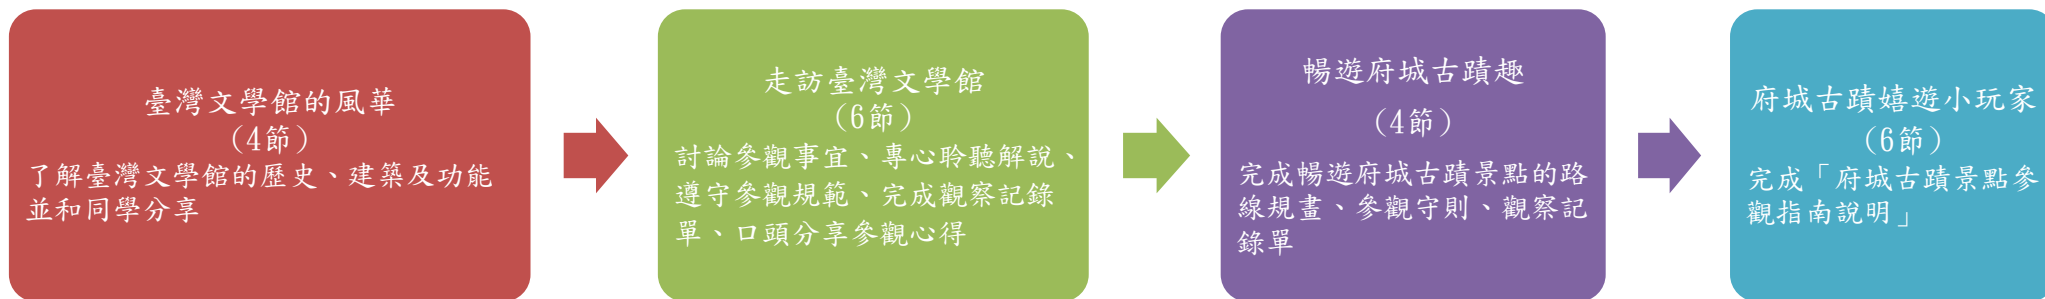 臺灣文學館的風華
(4節)
了解臺灣文學館的歷史、建築及功能
並和同學分享
走訪臺灣文學館
(6節)
討論參觀事宜、專心聆聽解說、
遵守參觀規範、完成觀察記錄
單、口頭分享參觀心得
暢遊府城古蹟趣
(4節)
完成暢遊府城古蹟景點的路
線規畫、參觀守則、觀察記
錄單
府城古蹟嬉遊小玩家
(6節)
完成「府城古蹟景點參
觀指南說明」